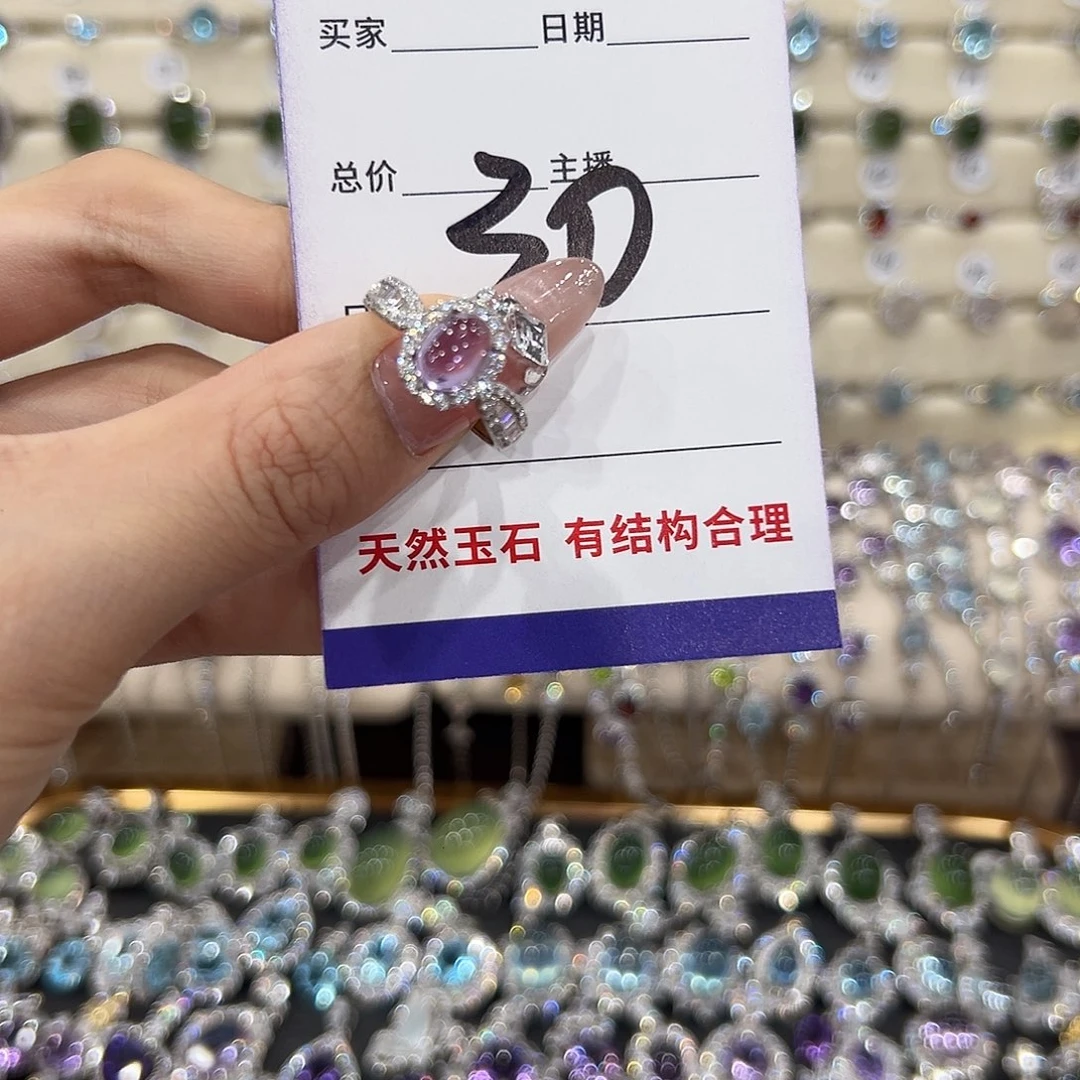 买家 日期
总价 主播
30
天然玉石 有结构合理